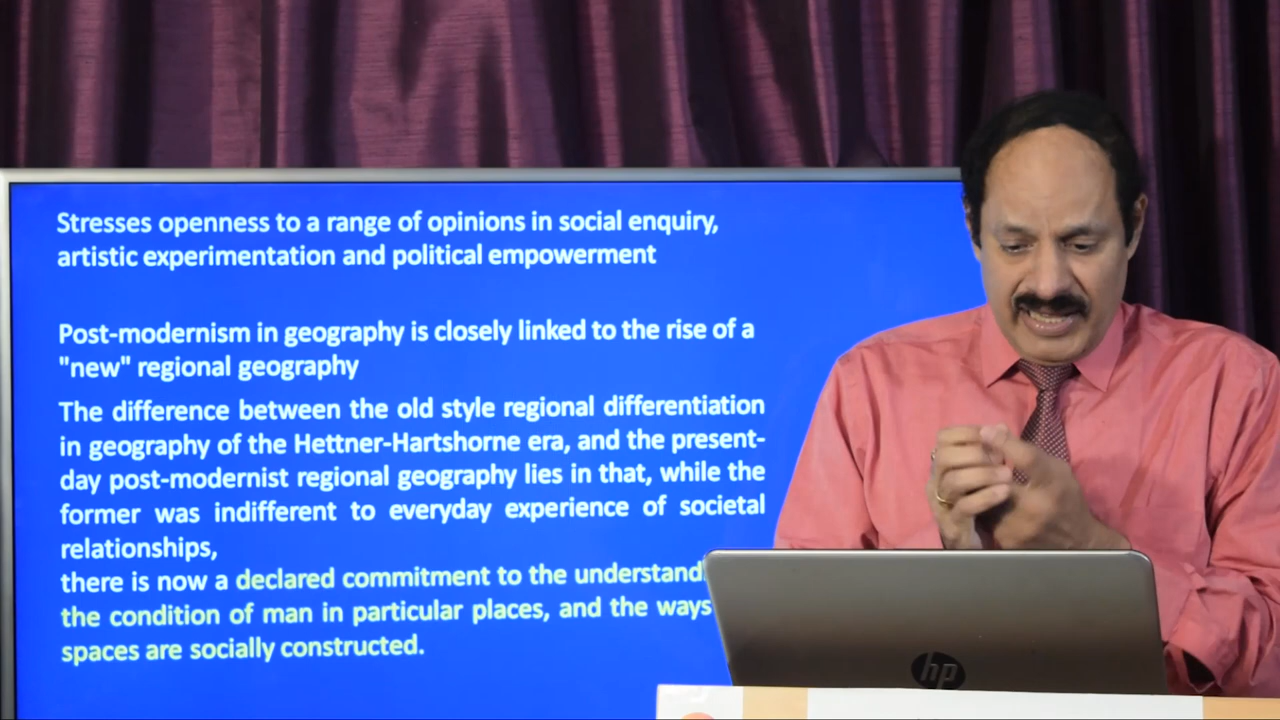 Stresses openness to a range of opinions in social enquiry,
artistic experimentation and political empowerment
Post-modernism in geography is closely linked to the rise of a
"new" regional geography
The difference between the old style regional differentiation
in geography of the Hettner-Hartshorne era, and the present-
day post-modernist regional geography lies in that, while the
former was indifferent to everyday experience of societal
relationships,
there is now a declared commitment to the
the condition of man in particular places, and the ways
spaces are socially constructed.
hp